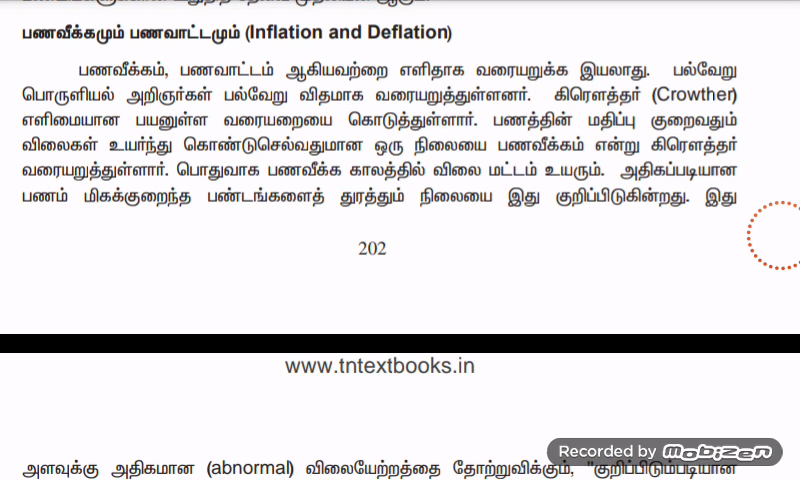 பணவீக்கமும் பணவாட்டமும் (Inflation and Deflation)
பணவீக்கம், பணவாட்டம் ஆகியவற்றை எளிதாக வரையறுக்க இயலாது. பல்வேறு
பொருளியல் அறிஞர்கள் பல்வேறு விதமாக வரையறுத்துள்ளனர். கிரௌத்தர் (Crowther)
எளிமையான பயனுள்ள வரையறையை கொடுத்துள்ளார். பணத்தின் மதிப்பு குறைவதும்
விலைகள் உயர்ந்து கொண்டுசெல்வதுமான ஒரு நிலையை பணவீக்கம் என்று கிரௌத்தர்
வரையறுத்துள்ளார். பொதுவாக பணவீக்க காலத்தில் விலை மட்டம் உயரும். அதிகப்படியான
பணம் மிகக்குறைந்த பண்டங்களைத் துரத்தும் நிலையை இது குறிப்பிடுகின்றது. இது
202
www.tntextbooks.in
Recorded by MOBIZEN
அளவுக்கு அதிகமான (abnormal) விலையேற்றத்தை தோற்றுவிக்கும், "குறிப்பிடும்படியான